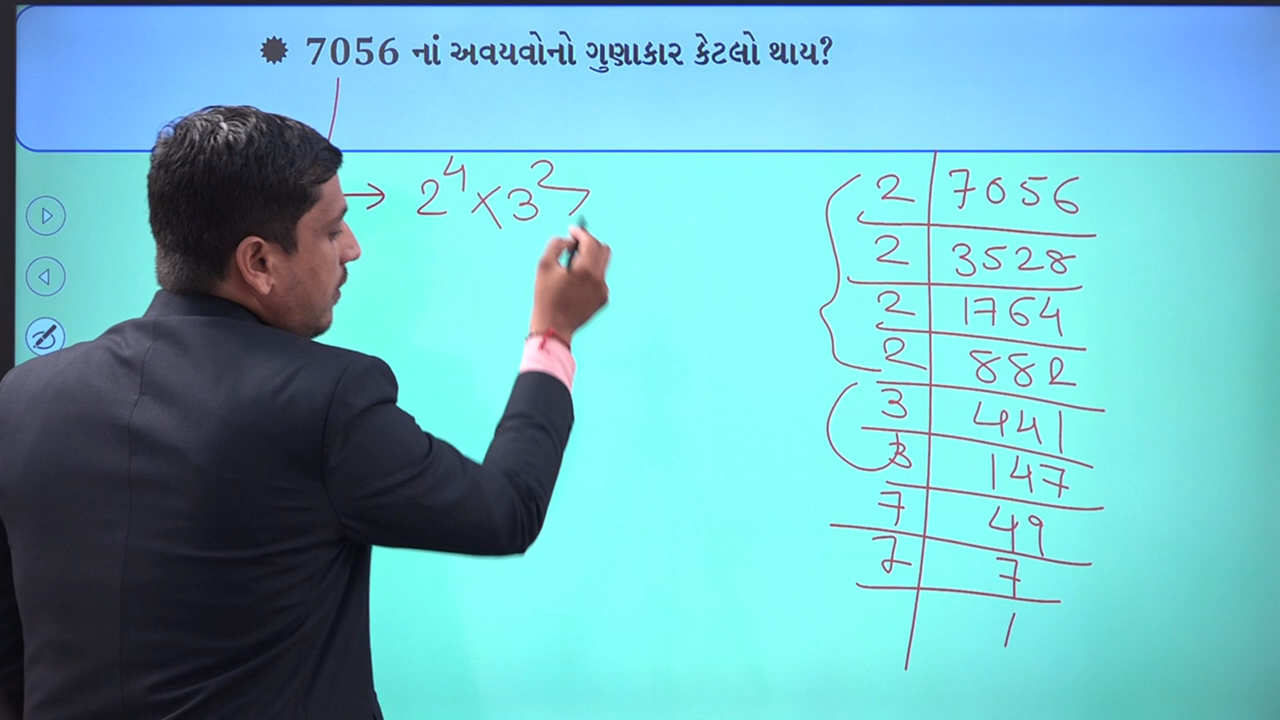 7056 નાં અવયવોનો ગુણાકાર કેટલો થાય?
→ 2⁴ × 3²
2 | 7056
2 | 3528
2 | 1764
2 | 882
3 | 441
3 | 147
7 | 49
7 | 7
1